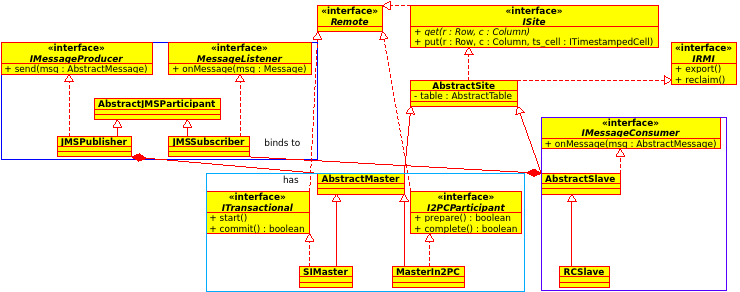 «interface»
Remote
«interface»
ISite
+ get(r : Row, c : Column)
+ put(r : Row, c : Column, ts_cell : ITimestampedCell)
«interface»
IMessageProducer
+ send(msg : AbstractMessage)
«interface»
MessageListener
+ onMessage(msg : Message)
«interface»
IRMI
+ export()
+ reclaim()
AbstractSite
- table : AbstractTable
AbstractJMSParticipant
«interface»
IMessageConsumer
+ onMessage(msg : AbstractMessage)
JMSPublisher
JMSSubscriber
binds to
has
AbstractMaster
AbstractSlave
«interface»
ITransactional
+ start()
+ commit() : boolean
«interface»
I2PCParticipant
+ prepare() : boolean
+ complete() : boolean
SIMaster
MasterIn2PC
RCSlave